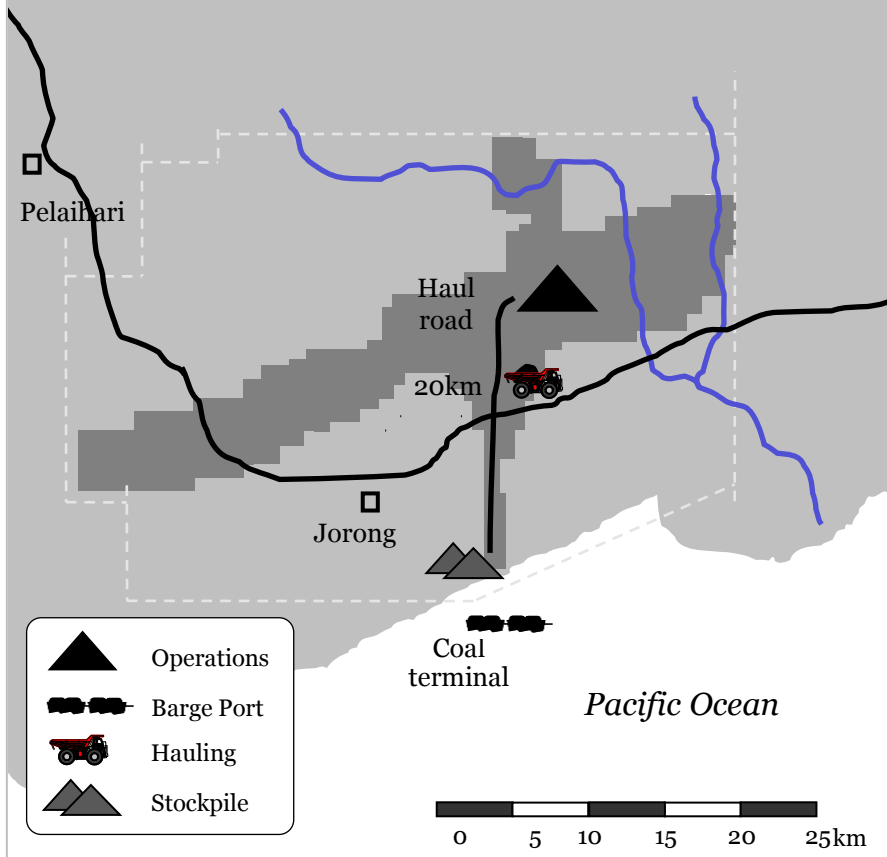 Pelaihari
Haul
road
20km
Jorong
Coal
terminal
Pacific Ocean
Operations
Barge Port
Hauling
Stockpile
0 5 10 15 20 25km